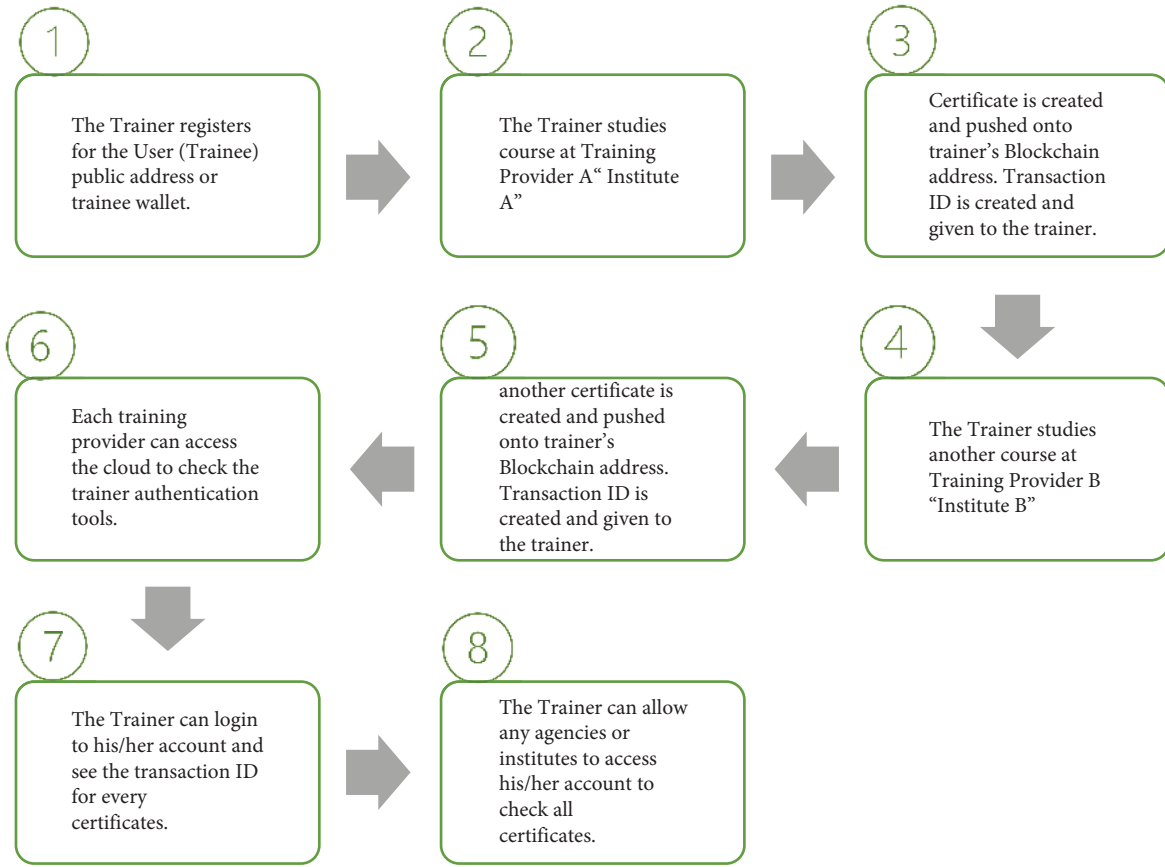 1
The Trainer registers
for the User (Trainee)
public address or
trainee wallet.
2
The Trainer studies
course at Training
Provider A“ Institute
A”
3
Certificate is created
and pushed onto
trainer's Blockchain
address. Transaction
ID is created and
given to the trainer.
4
The Trainer studies
another course at
Training Provider B
“Institute B”
5
another certificate is
created and pushed
onto trainer's
Blockchain address.
Transaction ID is
created and given to
the trainer.
6
Each training
provider can access
the cloud to check the
trainer authentication
tools.
7
The Trainer can login
to his/her account and
see the transaction ID
for every
certificates.
8
The Trainer can allow
any agencies or
institutes to access
his/her account to
check all
certificates.